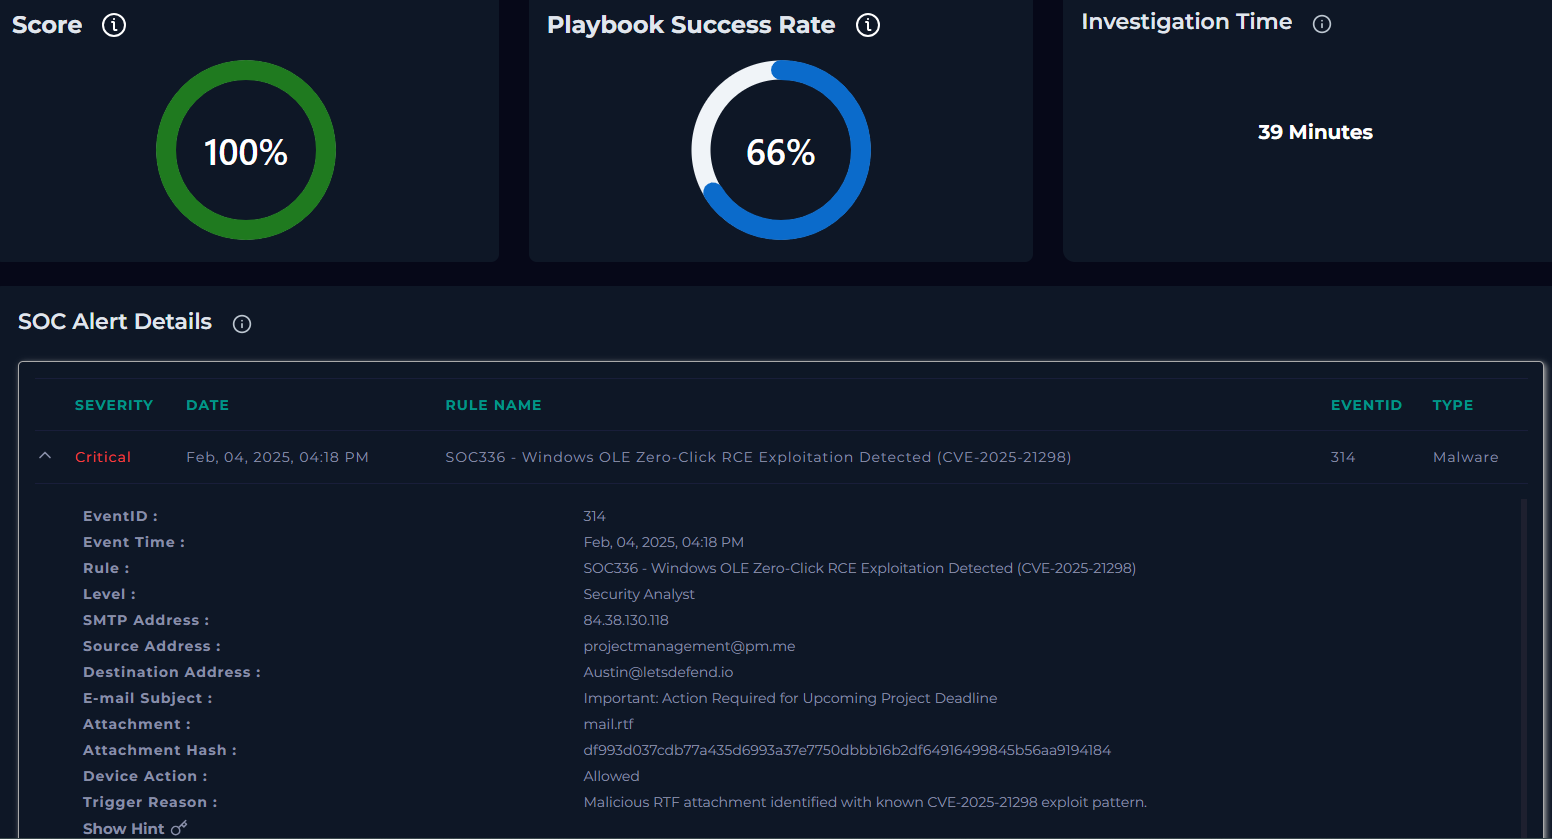 Score
Playbook Success Rate
Investigation Time
100%
66%
39 Minutes
SOC Alert Details
SEVERITY DATE RULE NAME EVENTID TYPE
Critical Feb, 04, 2025, 04:18 PM SOC336 - Windows OLE Zero-Click RCE Exploitation Detected (CVE-2025-21298) 314 Malware
EventID : 314
Event Time : Feb, 04, 2025, 04:18 PM
Rule : SOC336 - Windows OLE Zero-Click RCE Exploitation Detected (CVE-2025-21298)
Level : Security Analyst
SMTP Address : 84.38.130.118
Source Address : projectmanagement@pm.me
Destination Address : Austin@letsdefend.io
E-mail Subject : Important: Action Required for Upcoming Project Deadline
Attachment : mail.rtf
Attachment Hash : df993d037cdb77a435d6993a37e7750dbbb16b2df64916499845b56aa9194184
Device Action : Allowed
Trigger Reason : Malicious RTF attachment identified with known CVE-2025-21298 exploit pattern.
Show Hint